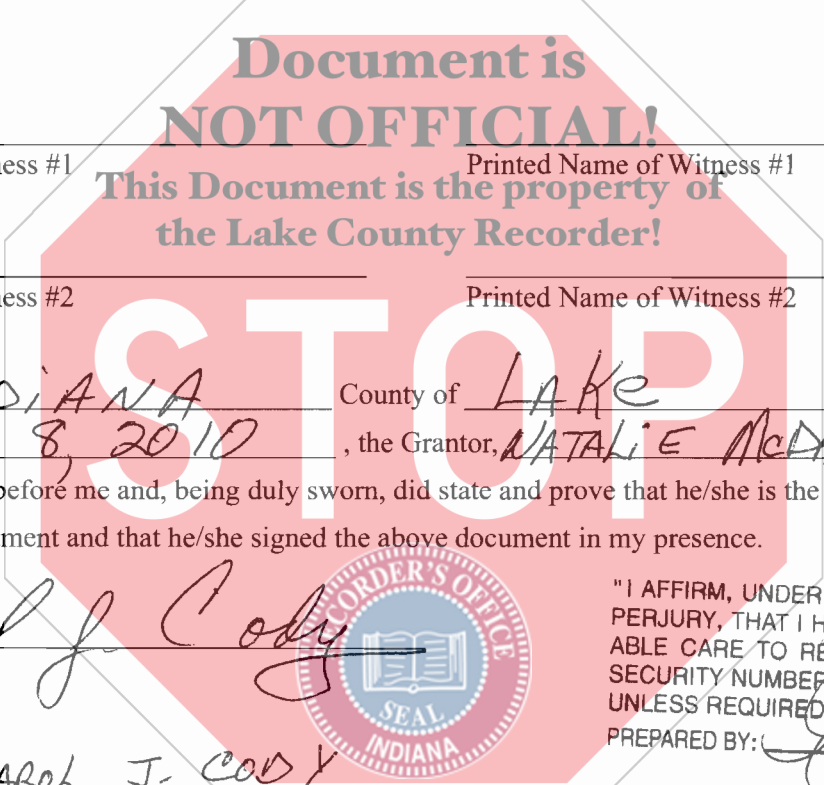 Document is
NOT OFFICIAL!
ess #1 Printed Name of Witness #1
This Document is the property of
the Lake County Recorder!
ess #2 Printed Name of Witness #2
STOP
DiANA County of LAKe
8, 2010, the Grantor, NATALiE McDA
before me and, being duly sworn, did state and prove that he/she is the
ment and that he/she signed the above document in my presence.
J. Cody
CORDER'S OFFICE
SEAL
INDIANA
"I AFFIRM, UNDER
PERJURY, THAT I H
ABLE CARE TO RE
SECURITY NUMBER
UNLESS REQUIRED
PREPARED BY:
AROL J. CODY